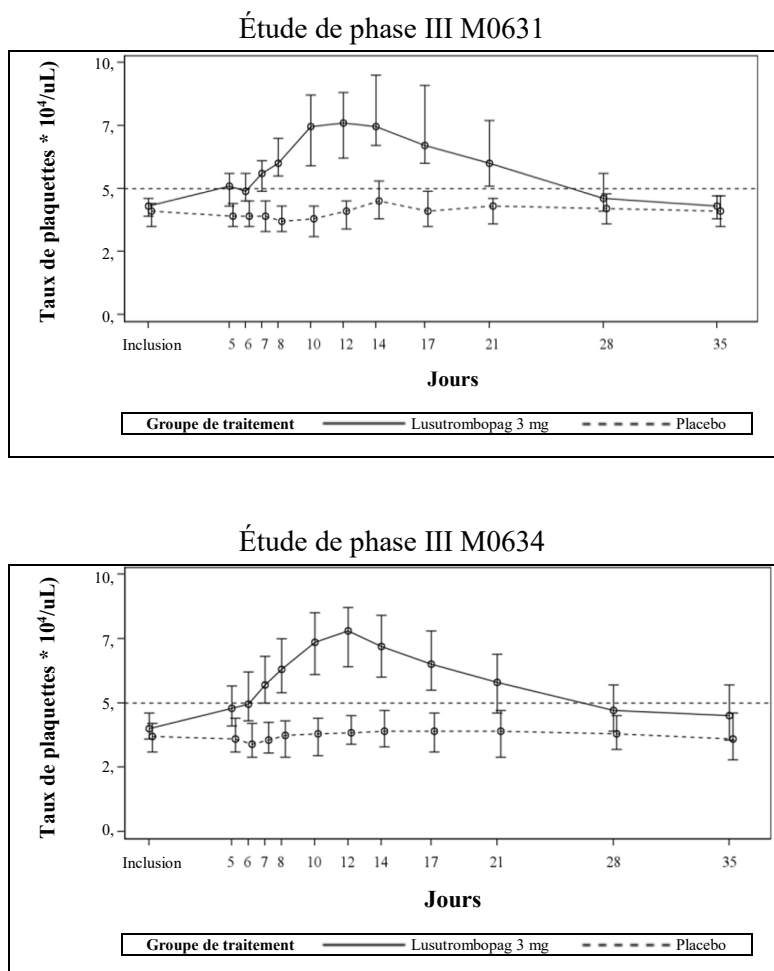 Étude de phase III M0631
Taux de plaquettes * 10⁴/uL)
10,
7,
5,
2,
0,
Inclusion 5 6 7 8 10 12 14 17 21 28 35
Jours
Groupe de traitement Lusutrombopag 3 mg Placebo
Étude de phase III M0634
Taux de plaquettes * 10⁴/uL)
10,
7,
5,
2,
0,
Inclusion 5 6 7 8 10 12 14 17 21 28 35
Jours
Groupe de traitement Lusutrombopag 3 mg Placebo